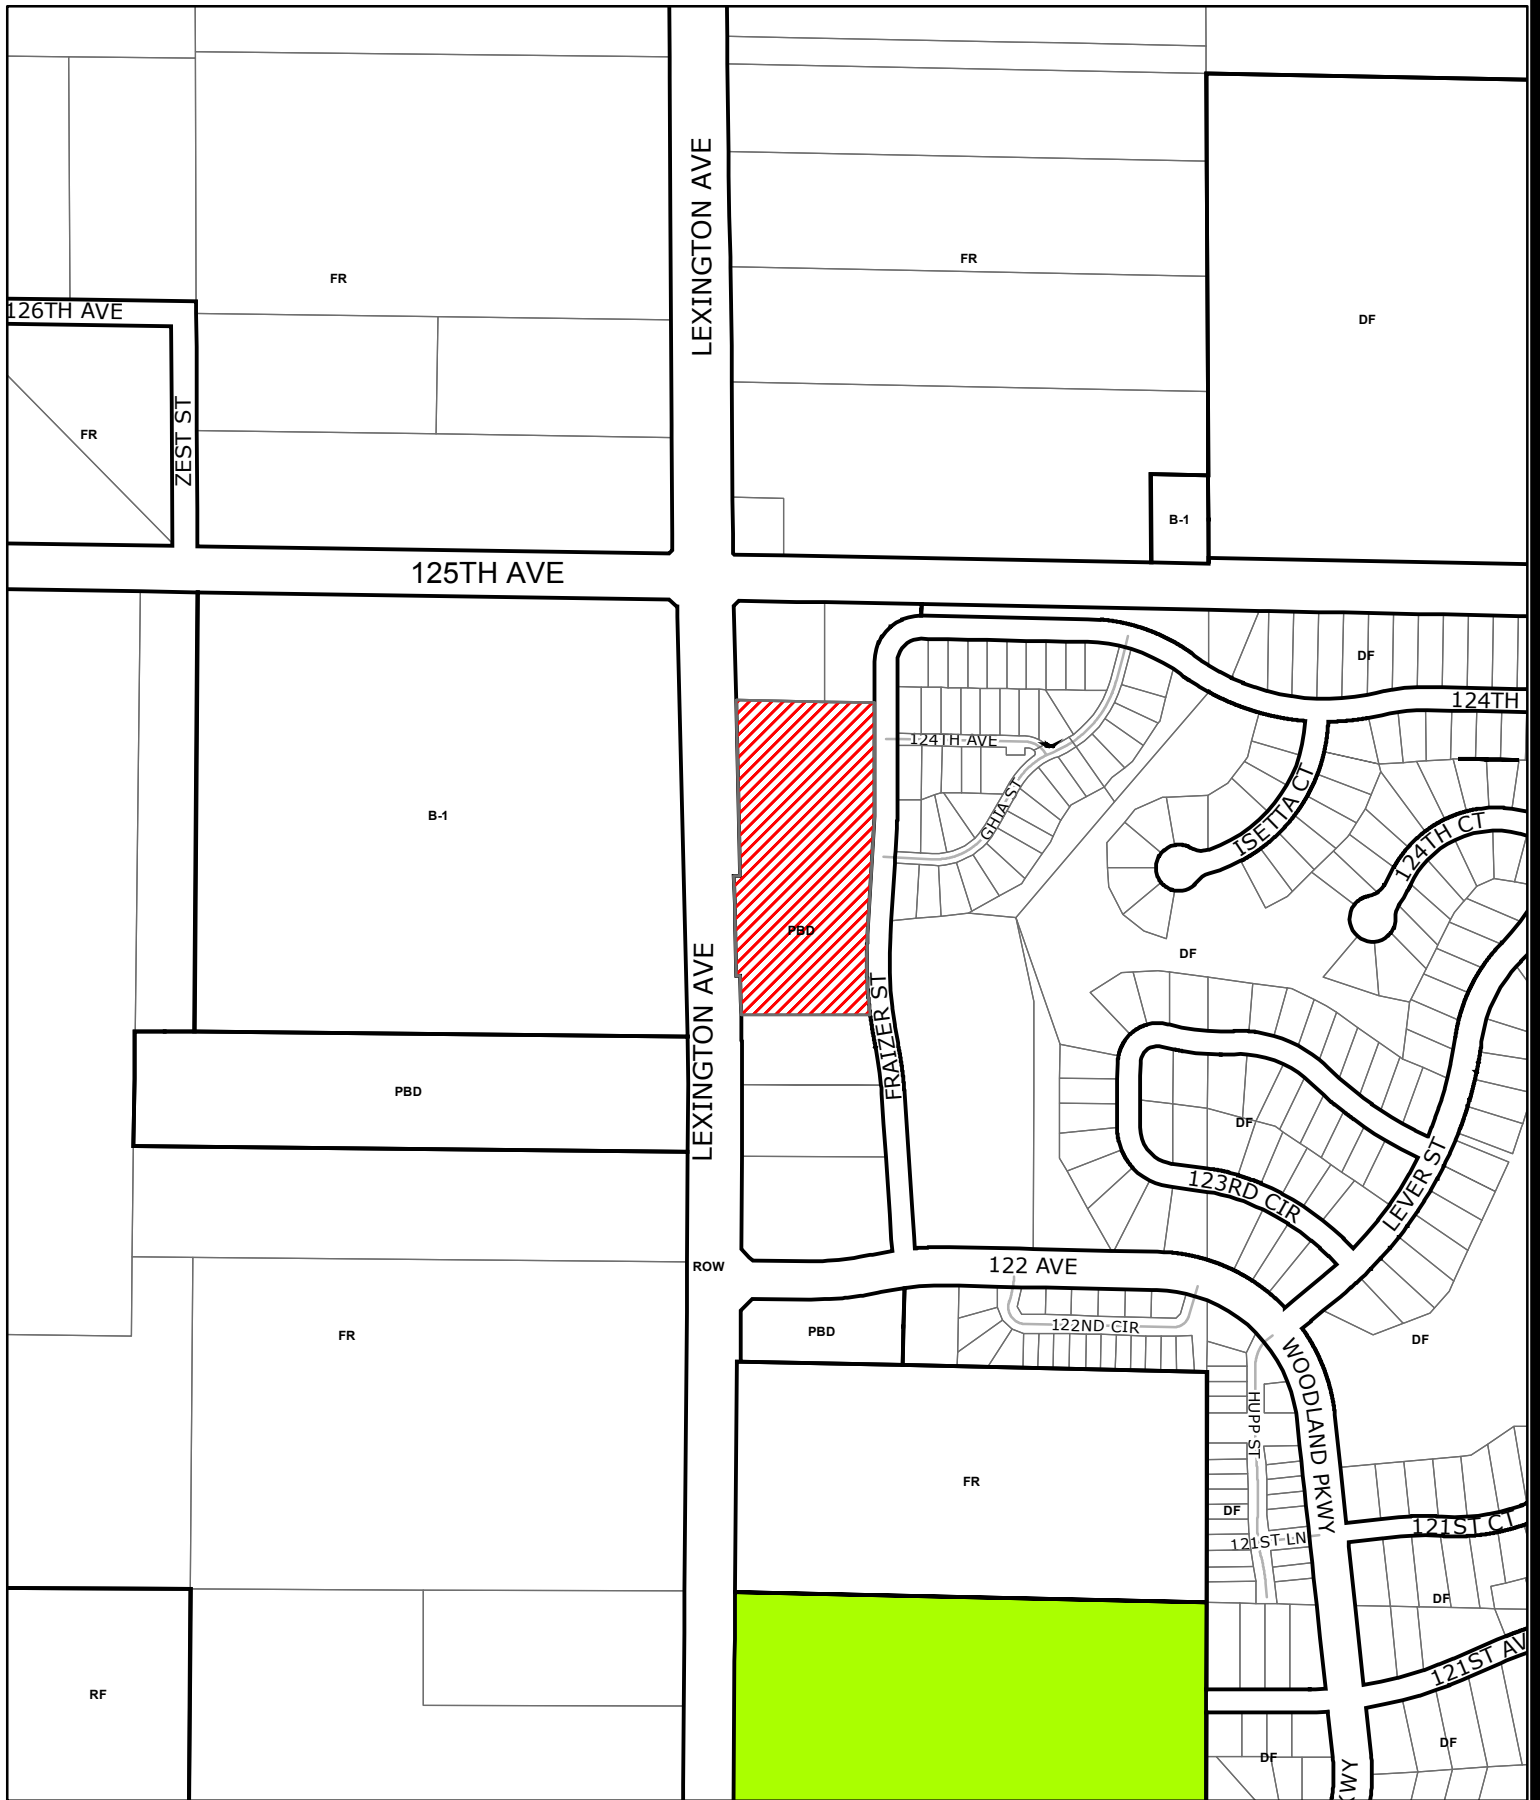 LEXINGTON AVE
FR
FR
126TH AVE
DF
ZEST ST
FR
B-1
125TH AVE
DF
124TH
124TH AVE
GHIA ST
ISETTA CT
B-1
124TH CT
PBD
DF
LEXINGTON AVE
FRAIZER ST
PBD
DF
123RD CIR
LEVER ST
ROW
122 AVE
122ND CIR
PBD
FR
DF
WOODLAND PKWY
HUPP ST
FR
DF
121ST CT
121ST LN
DF
121ST AV
RF
DF
DF
KWY